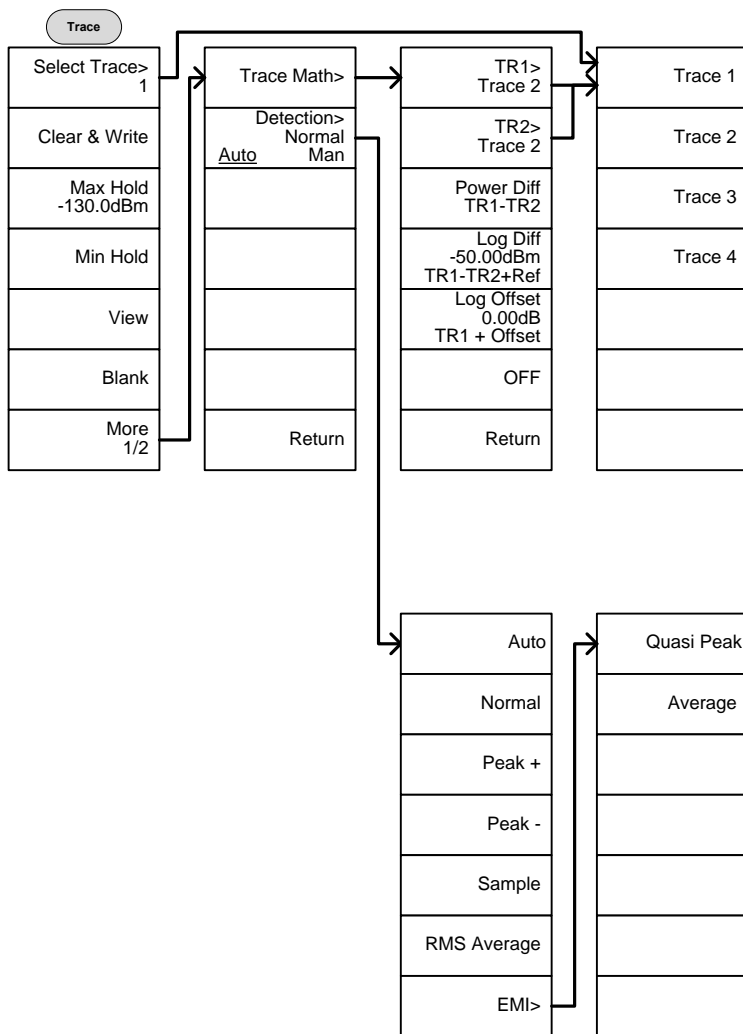 Trace
Select Trace>
1
Clear & Write
Max Hold
-130.0dBm
Min Hold
View
Blank
More
1/2
Trace Math>
Detection>
Normal
Auto Man
Return
TR1>
Trace 2
TR2>
Trace 2
Power Diff
TR1-TR2
Log Diff
-50.00dBm
TR1-TR2+Ref
Log Offset
0.00dB
TR1 + Offset
OFF
Return
Trace 1
Trace 2
Trace 3
Trace 4
Auto
Normal
Peak +
Peak -
Sample
RMS Average
EMI>
Quasi Peak
Average